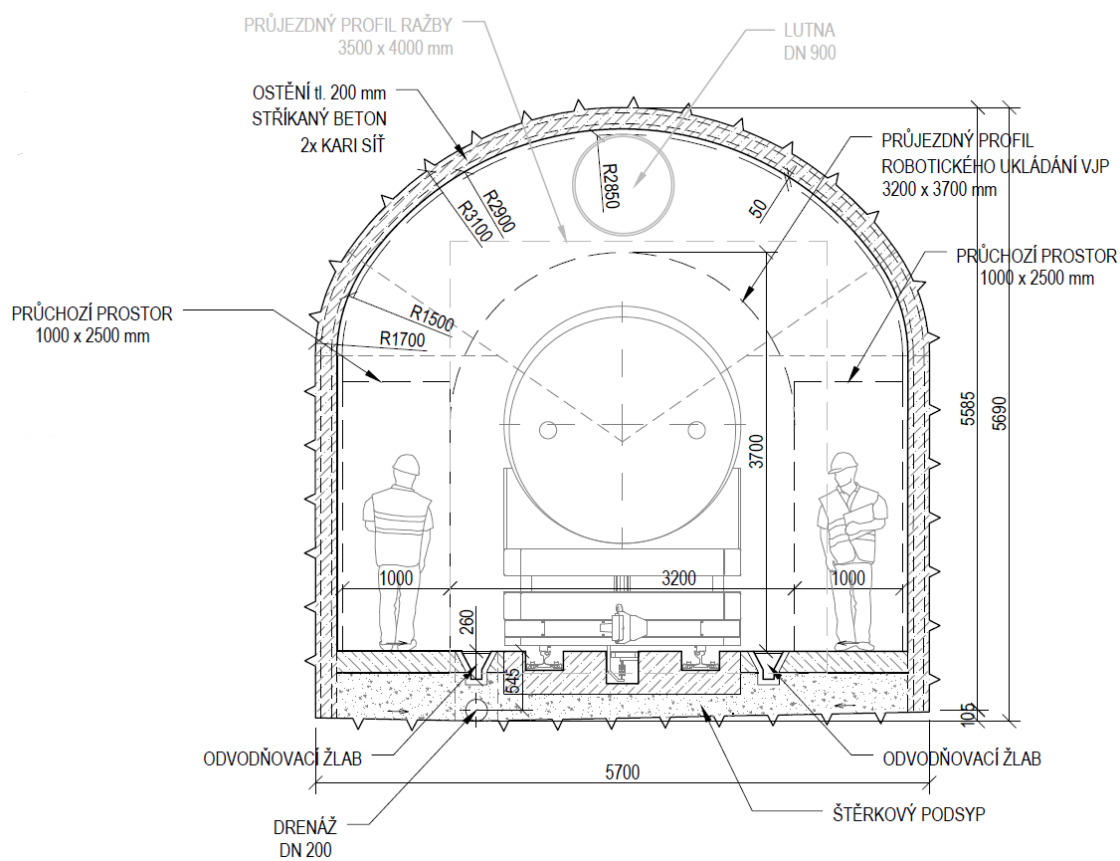 PRŮJEZDNÝ PROFIL RAŽBY
3500 x 4000 mm
LUTNA
DN 900
OSTĚNÍ tl. 200 mm
STŘÍKANÝ BETON
2x KARI SÍŤ
PRŮJEZDNÝ PROFIL
ROBOTICKÉHO UKLÁDÁNÍ VJP
3200 x 3700 mm
R2850
R2900
R3100
50
PRŮCHOZÍ PROSTOR
1000 x 2500 mm
PRŮCHOZÍ PROSTOR
1000 x 2500 mm
R1500
R1700
5585
5690
3700
1000
3200
1000
260
545
105
ODVODŇOVACÍ ŽLAB
ODVODŇOVACÍ ŽLAB
5700
ŠTĚRKOVÝ PODSYP
DRENÁŽ
DN 200